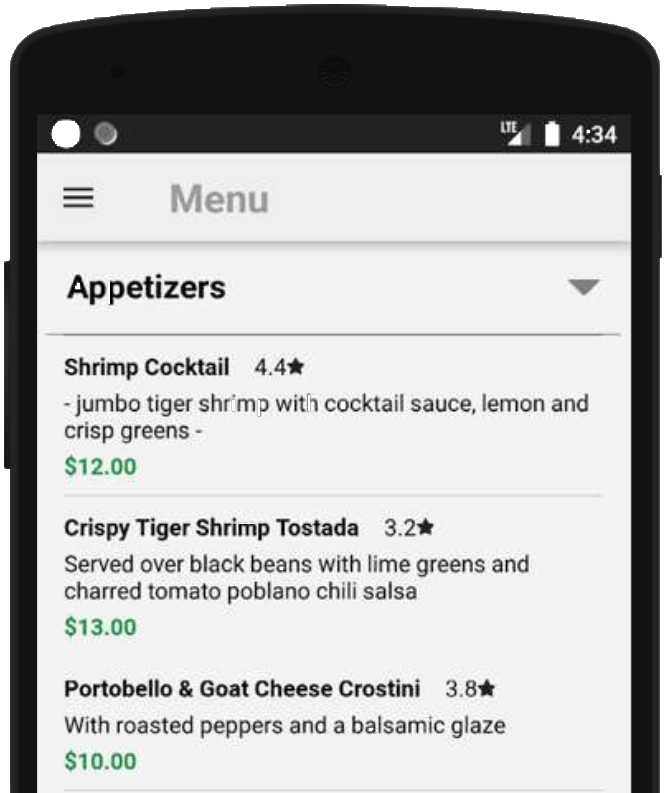 LTE 4:34
Menu
Appetizers
Shrimp Cocktail 4.4★
- jumbo tiger shrimp with cocktail sauce, lemon and
crisp greens -
$12.00
Crispy Tiger Shrimp Tostada 3.2★
Served over black beans with lime greens and
charred tomato poblano chili salsa
$13.00
Portobello & Goat Cheese Crostini 3.8★
With roasted peppers and a balsamic glaze
$10.00